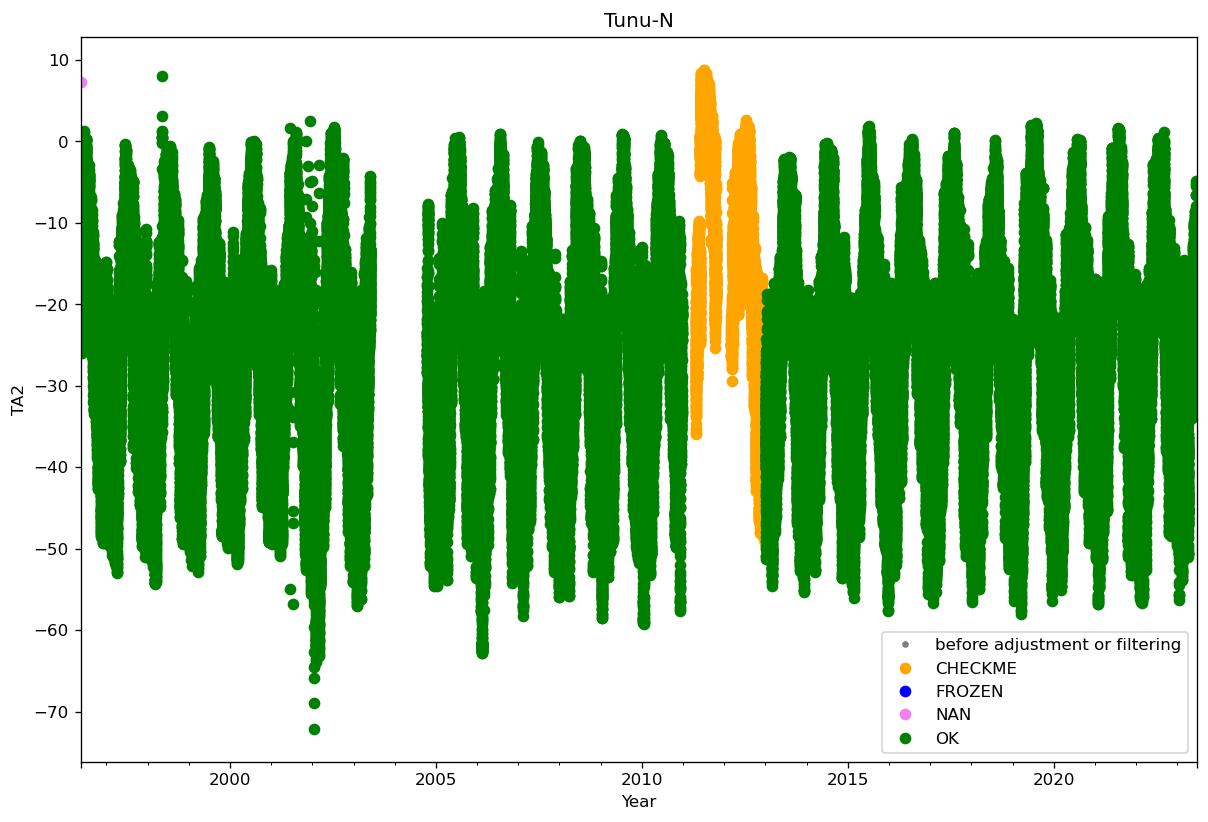 Tunu-N
10
0
−10
−20
−30
−40
−50
−60
−70
TA2
2000
2005
2010
2015
2020
Year
before adjustment or filtering
CHECKME
FROZEN
NAN
OK